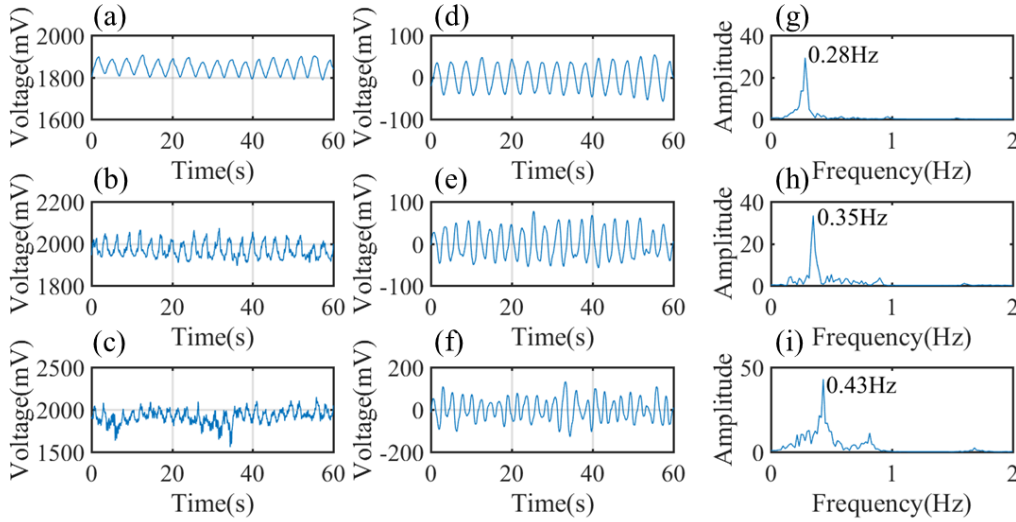 (a) (d) (g)
Voltage(mV) 2000 1800 1600 Voltage(mV) 100 0 -100 Amplitude 40 20 0 0.28Hz
0 20 40 60 0 20 40 60 0 1 2
Time(s) Time(s) Frequency(Hz)
(b) (e) (h)
Voltage(mV) 2200 2000 1800 Voltage(mV) 100 0 -100 Amplitude 40 20 0 0.35Hz
0 20 40 60 0 20 40 60 0 1 2
Time(s) Time(s) Frequency(Hz)
(c) (f) (i)
Voltage(mV) 2500 2000 1500 Voltage(mV) 200 0 -200 Amplitude 50 0 0.43Hz
0 20 40 60 0 20 40 60 0 1 2
Time(s) Time(s) Frequency(Hz)